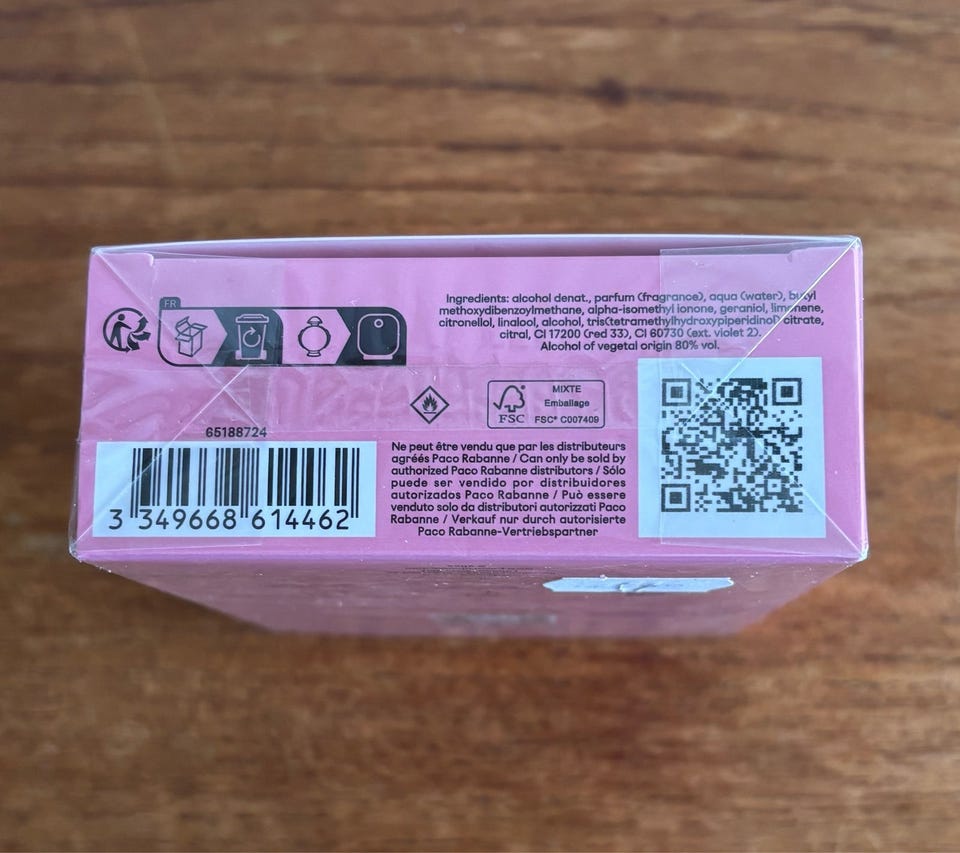 FR
Ingredients: alcohol denat., parfum (fragrance), aqua (water), butyl
methoxydibenzoylmethane, alpha-isomethyl ionone, geraniol, limonene,
citronellol, linalool, alcohol, tris(tetramethylhydroxypiperidinol) citrate,
citral, CI 17200 (red 33), CI 60730 (ext. violet 2).
Alcohol of vegetal origin 80% vol.
FSC
MIXTE
Emballage
FSC® C007409
65188724
3 349668 614462
Ne peut être vendu que par les distributeurs
agréés Paco Rabanne / Can only be sold by
authorized Paco Rabanne distributors / Sólo
puede ser vendido por distribuidores
autorizados Paco Rabanne / Può essere
venduto solo da distributori autorizzati Paco
Rabanne / Verkauf nur durch autorisierte
Paco Rabanne-Vertriebspartner